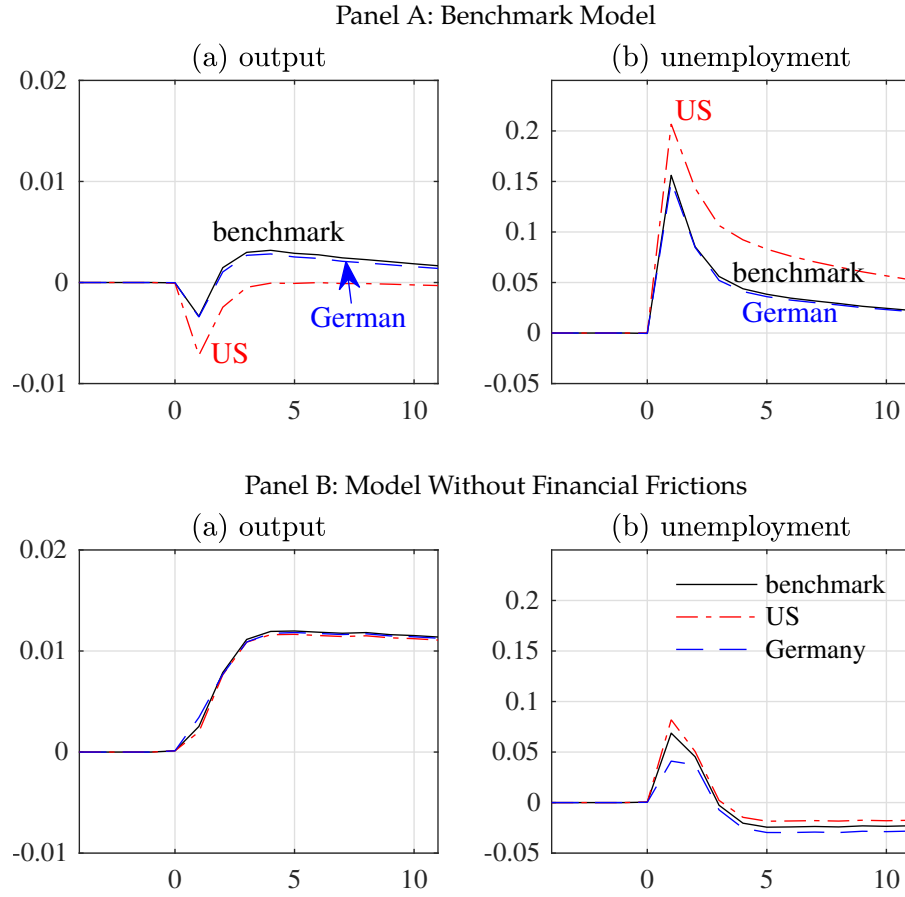 Panel A: Benchmark Model
(a) output
(b) unemployment
0.02
0.01
0
-0.01
benchmark
German
US
0
5
10
0.2
0.15
0.1
0.05
0
-0.05
US
benchmark
German
0
5
10
Panel B: Model Without Financial Frictions
(a) output
(b) unemployment
0.02
0.01
0
-0.01
0
5
10
0.2
0.15
0.1
0.05
0
-0.05
benchmark
US
Germany
0
5
10